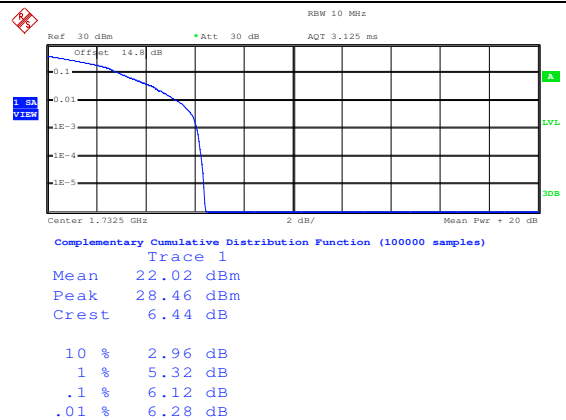 RBW 10 MHz
Ref 30 dBm *Att 30 dB AQT 3.125 ms
Offset 14.8 dB
0.1
A
1 SA
VIEW
0.01
1E-3
LVL
1E-4
1E-5
3DB
Center 1.7325 GHz 2 dB/ Mean Pwr + 20 dB
Complementary Cumulative Distribution Function (100000 samples)
Trace 1
Mean 22.02 dBm
Peak 28.46 dBm
Crest 6.44 dB
10 % 2.96 dB
1 % 5.32 dB
.1 % 6.12 dB
.01 % 6.28 dB